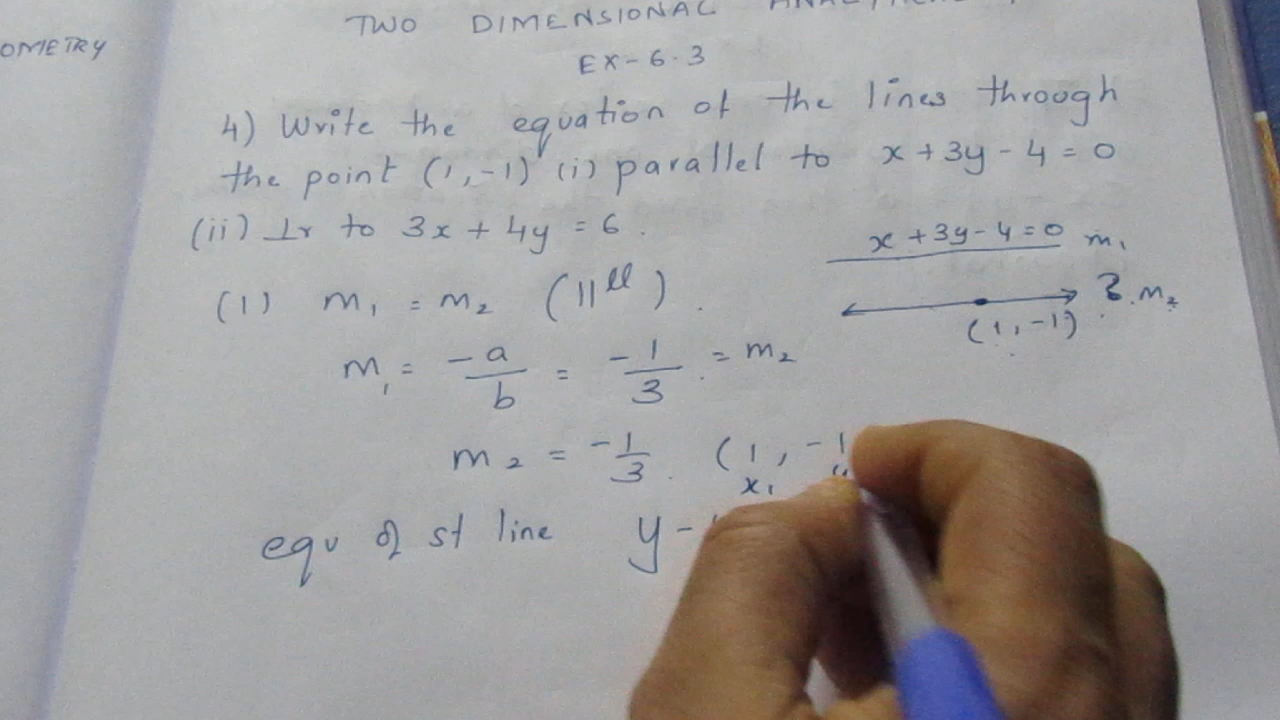 OMETRY
TWO DIMENSIONAL
EX-6.3
4) Write the equation of the lines through
the point (1,-1) (i) parallel to x+3y-4=0
(ii) ⊥r to 3x+4y=6.
x+3y-4=0 m₁
(1) m₁ = m₂ (||ˡˡ).
?. m₂
(1,-1)
m₁ = -a/b = -1/3 = m₂
m₂ = -1/3. (1, -1
x₁
equ of st line y-